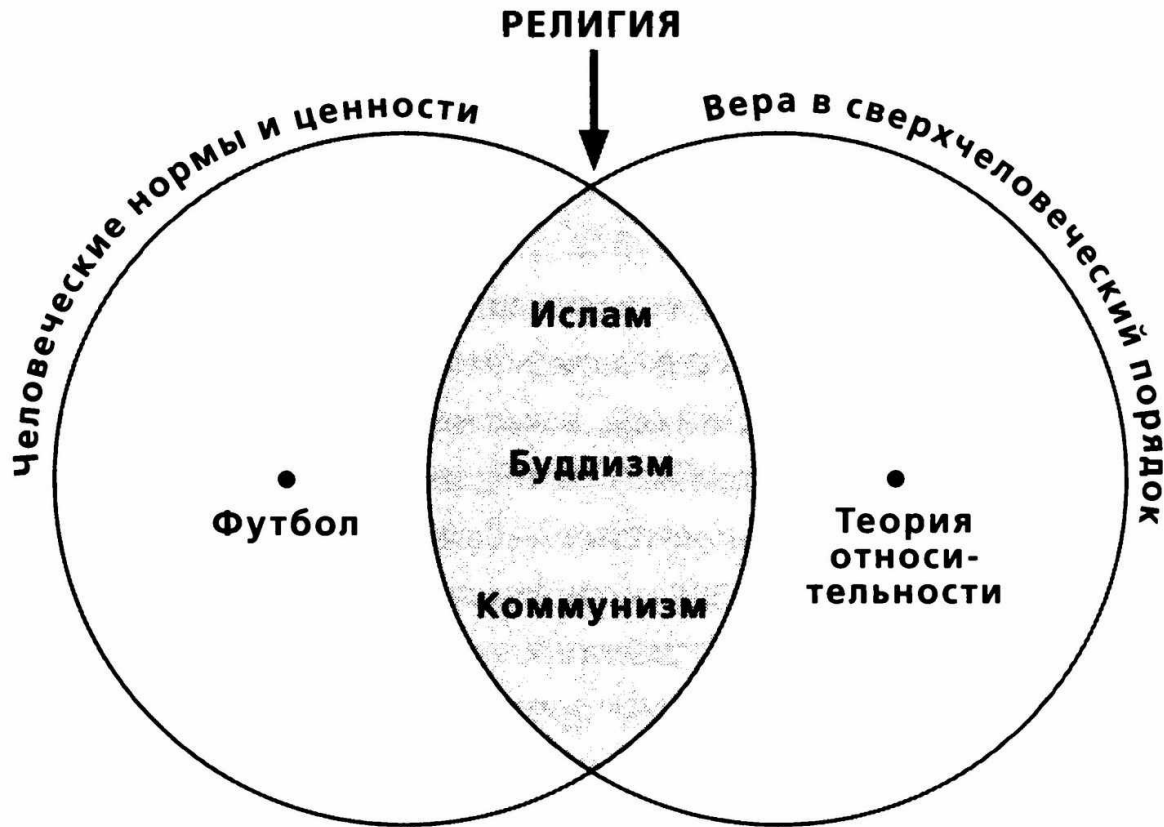 РЕЛИГИЯ
Человеческие нормы и ценности
Вера в сверхчеловеческий порядок
Ислам
Буддизм
Коммунизм
Футбол
Теория
относи-
тельности